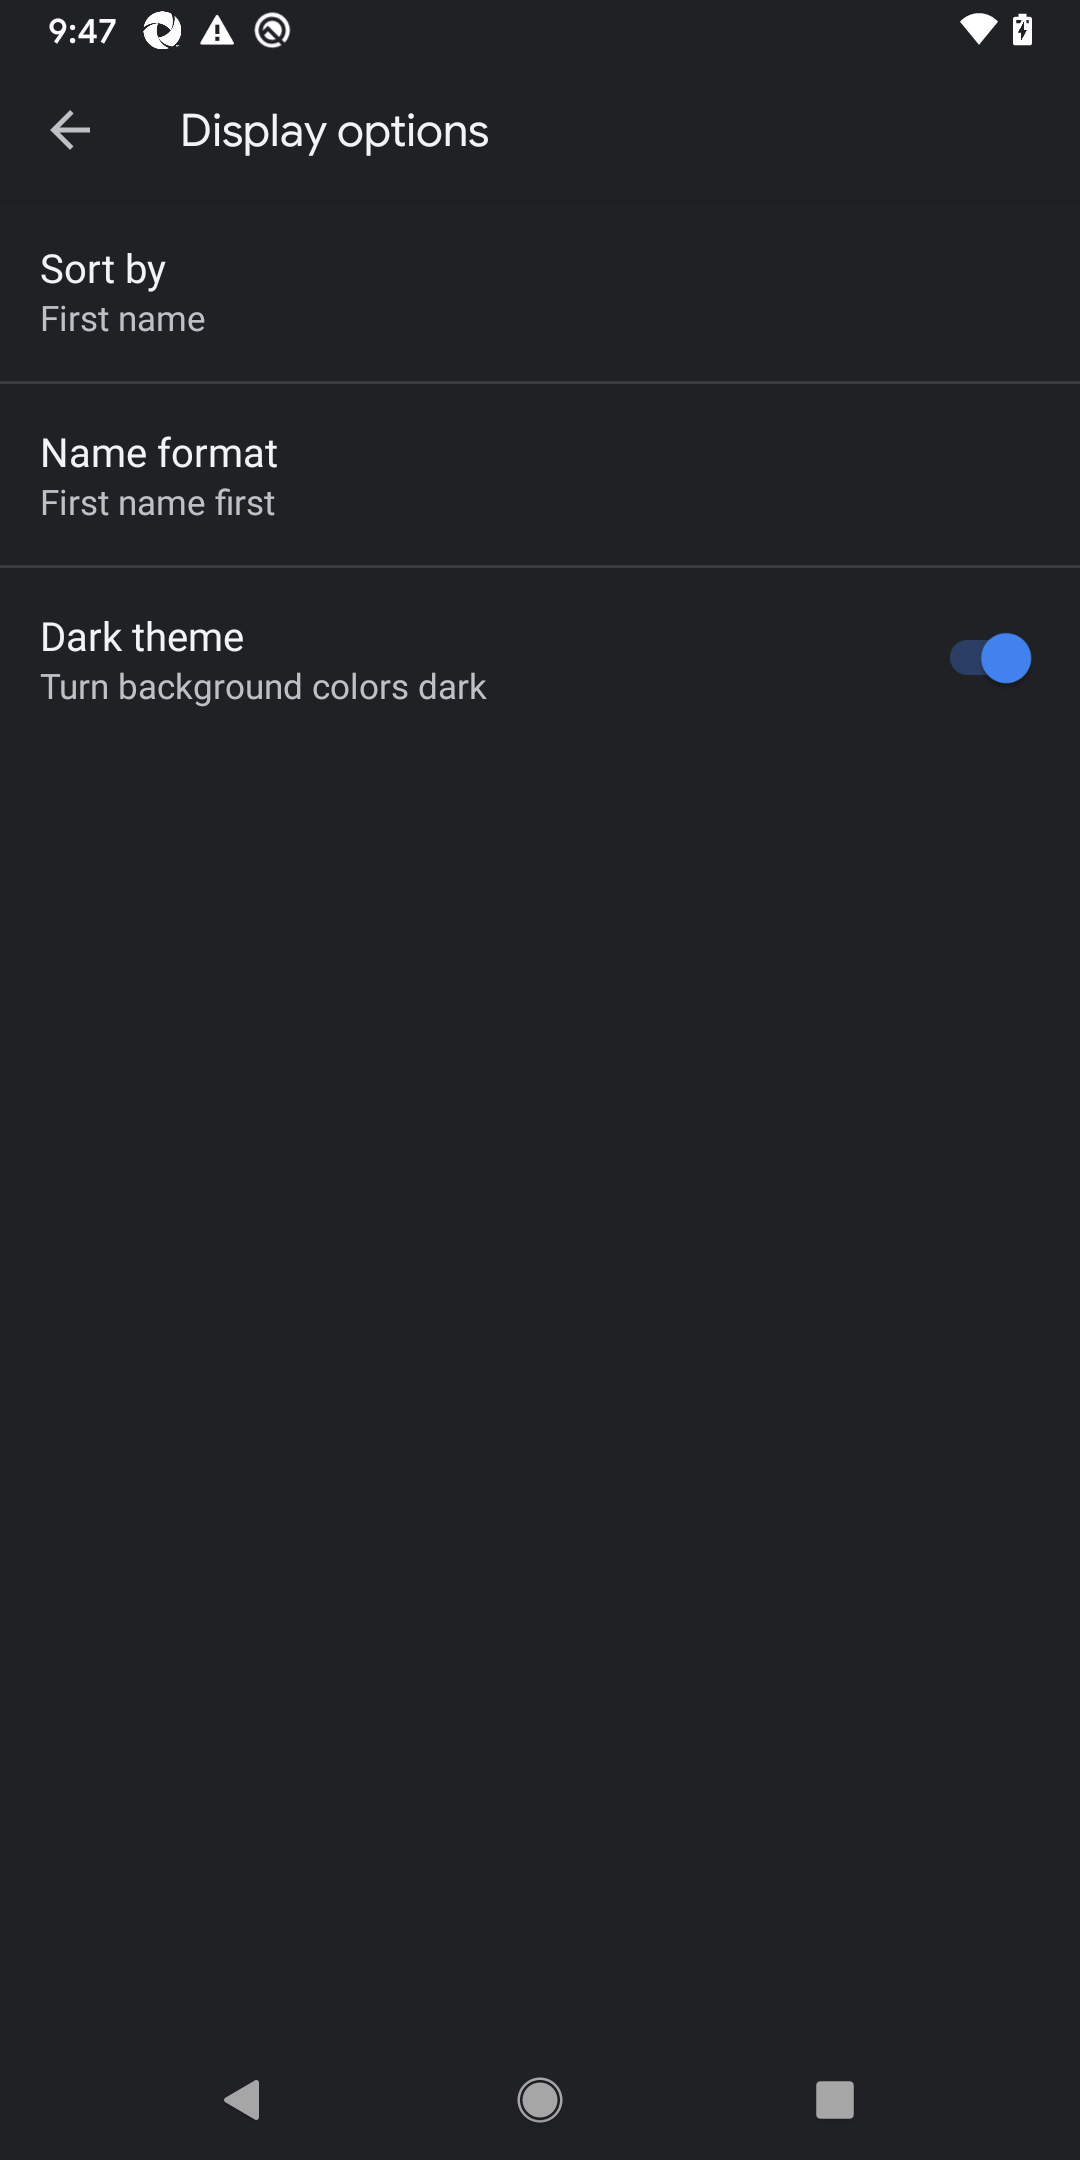 9:47
Display options
Sort by
First name
Name format
First name first
Dark theme
Turn background colors dark